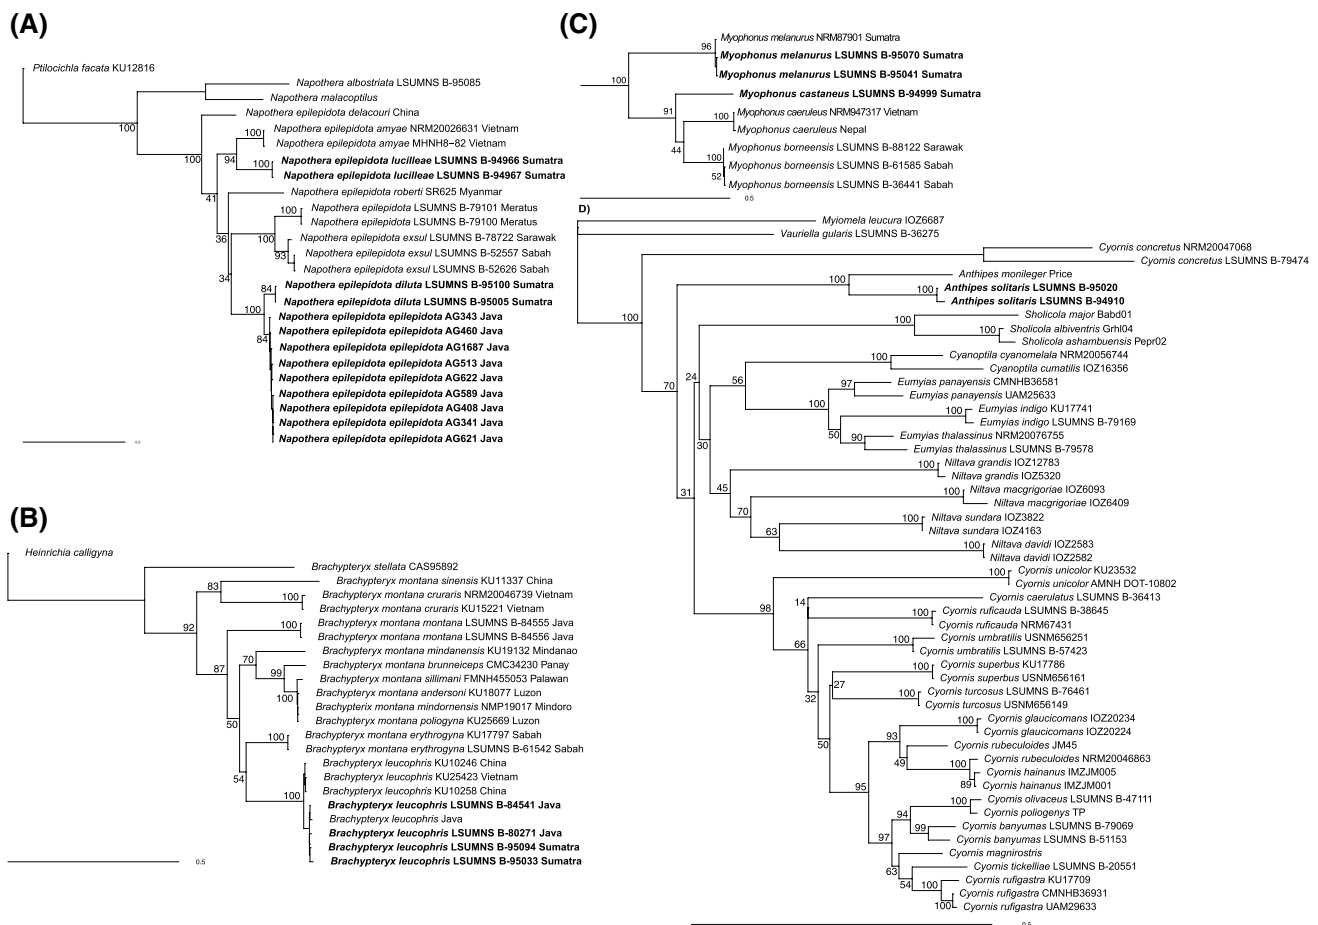 (A)
Ptilocichla facata KU12816
Napothera albostriata LSUMNS B-95085
Napothera malacoptilus
Napothera epilepidota delacouri China
Napothera epilepidota amyae NRM20026631 Vietnam
Napothera epilepidota amyae MHNH8−82 Vietnam
Napothera epilepidota lucilleae LSUMNS B-94966 Sumatra
Napothera epilepidota lucilleae LSUMNS B-94967 Sumatra
Napothera epilepidota roberti SR625 Myanmar
Napothera epilepidota LSUMNS B-79101 Meratus
Napothera epilepidota LSUMNS B-79100 Meratus
Napothera epilepidota exsul LSUMNS B-78722 Sarawak
Napothera epilepidota exsul LSUMNS B-52557 Sabah
Napothera epilepidota exsul LSUMNS B-52626 Sabah
Napothera epilepidota diluta LSUMNS B-95100 Sumatra
Napothera epilepidota diluta LSUMNS B-95005 Sumatra
Napothera epilepidota epilepidota AG343 Java
Napothera epilepidota epilepidota AG460 Java
Napothera epilepidota epilepidota AG1687 Java
Napothera epilepidota epilepidota AG513 Java
Napothera epilepidota epilepidota AG622 Java
Napothera epilepidota epilepidota AG589 Java
Napothera epilepidota epilepidota AG408 Java
Napothera epilepidota epilepidota AG341 Java
Napothera epilepidota epilepidota AG621 Java
100
100
100
94
100
41
36
100
100
93
34
84
100
84
0.5
(B)
Heinrichia calligyna
Brachypteryx stellata CAS95892
Brachypteryx montana sinensis KU11337 China
Brachypteryx montana cruraris NRM20046739 Vietnam
Brachypteryx montana cruraris KU15221 Vietnam
Brachypteryx montana montana LSUMNS B-84555 Java
Brachypteryx montana montana LSUMNS B-84556 Java
Brachypteryx montana mindanensis KU19132 Mindanao
Brachypteryx montana brunneiceps CMC34230 Panay
Brachypteryx montana sillimani FMNH455053 Palawan
Brachypteryx montana andersoni KU18077 Luzon
Brachypterix montana mindornensis NMP19017 Mindoro
Brachypteryx montana poliogyna KU25669 Luzon
Brachypteryx montana erythrogyna KU17797 Sabah
Brachypteryx montana erythrogyna LSUMNS B-61542 Sabah
Brachypteryx leucophris KU10246 China
Brachypteryx leucophris KU25423 Vietnam
Brachypteryx leucophris KU10258 China
Brachypteryx leucophris LSUMNS B-84541 Java
Brachypteryx leucophris Java
Brachypteryx leucophris LSUMNS B-80271 Java
Brachypteryx leucophris LSUMNS B-95094 Sumatra
Brachypteryx leucophris LSUMNS B-95033 Sumatra
83
100
92
100
87
70
99
100
50
100
54
100
0.5
(C)
Myophonus melanurus NRM87901 Sumatra
Myophonus melanurus LSUMNS B-95070 Sumatra
Myophonus melanurus LSUMNS B-95041 Sumatra
Myophonus castaneus LSUMNS B-94999 Sumatra
Myophonus caeruleus NRM947317 Vietnam
Myophonus caeruleus Nepal
Myophonus borneensis LSUMNS B-88122 Sarawak
Myophonus borneensis LSUMNS B-61585 Sabah
Myophonus borneensis LSUMNS B-36441 Sabah
96
100
91
100
44
100
52
0.5
D)
Myiomela leucura IOZ6687
Vauriella gularis LSUMNS B-36275
Cyornis concretus NRM20047068
Cyornis concretus LSUMNS B-79474
Anthipes monileger Price
Anthipes solitaris LSUMNS B-95020
Anthipes solitaris LSUMNS B-94910
Sholicola major Babd01
Sholicola albiventris Grhl04
Sholicola ashambuensis Pepr02
Cyanoptila cyanomelala NRM20056744
Cyanoptila cumatilis IOZ16356
Eumyias panayensis CMNHB36581
Eumyias panayensis UAM25633
Eumyias indigo KU17741
Eumyias indigo LSUMNS B-79169
Eumyias thalassinus NRM20076755
Eumyias thalassinus LSUMNS B-79578
Niltava grandis IOZ12783
Niltava grandis IOZ5320
Niltava macgrigoriae IOZ6093
Niltava macgrigoriae IOZ6409
Niltava sundara IOZ3822
Niltava sundara IOZ4163
Niltava davidi IOZ2583
Niltava davidi IOZ2582
Cyornis unicolor KU23532
Cyornis unicolor AMNH DOT-10802
Cyornis caerulatus LSUMNS B-36413
Cyornis ruficauda LSUMNS B-38645
Cyornis ruficauda NRM67431
Cyornis umbratilis USNM656251
Cyornis umbratilis LSUMNS B-57423
Cyornis superbus KU17786
Cyornis superbus USNM656161
Cyornis turcosus LSUMNS B-76461
Cyornis turcosus USNM656149
Cyornis glaucicomans IOZ20234
Cyornis glaucicomans IOZ20224
Cyornis rubeculoides JM45
Cyornis rubeculoides NRM20046863
Cyornis hainanus IMZJM005
Cyornis hainanus IMZJM001
Cyornis olivaceus LSUMNS B-47111
Cyornis poliogenys TP
Cyornis banyumas LSUMNS B-79069
Cyornis banyumas LSUMNS B-51153
Cyornis magnirostris
Cyornis tickelliae LSUMNS B-20551
Cyornis rufigastra KU17709
Cyornis rufigastra CMNHB36931
Cyornis rufigastra UAM29633
100
100
100
100
70
24
100
56
97
100
100
50
90
30
100
45
100
70
100
63
100
31
100
98
14
100
66
100
100
27
32
100
50
100
93
100
49
89
95
100
94
99
97
63
54
100
100
0.5